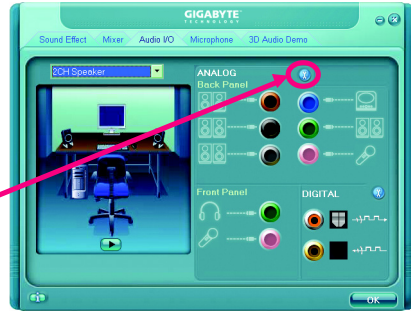 GIGABYTE
TECHNOLOGY
Sound Effect Mixer Audio I/O Microphone 3D Audio Demo
2CH Speaker
ANALOG
Back Panel
Front Panel
DIGITAL
OK